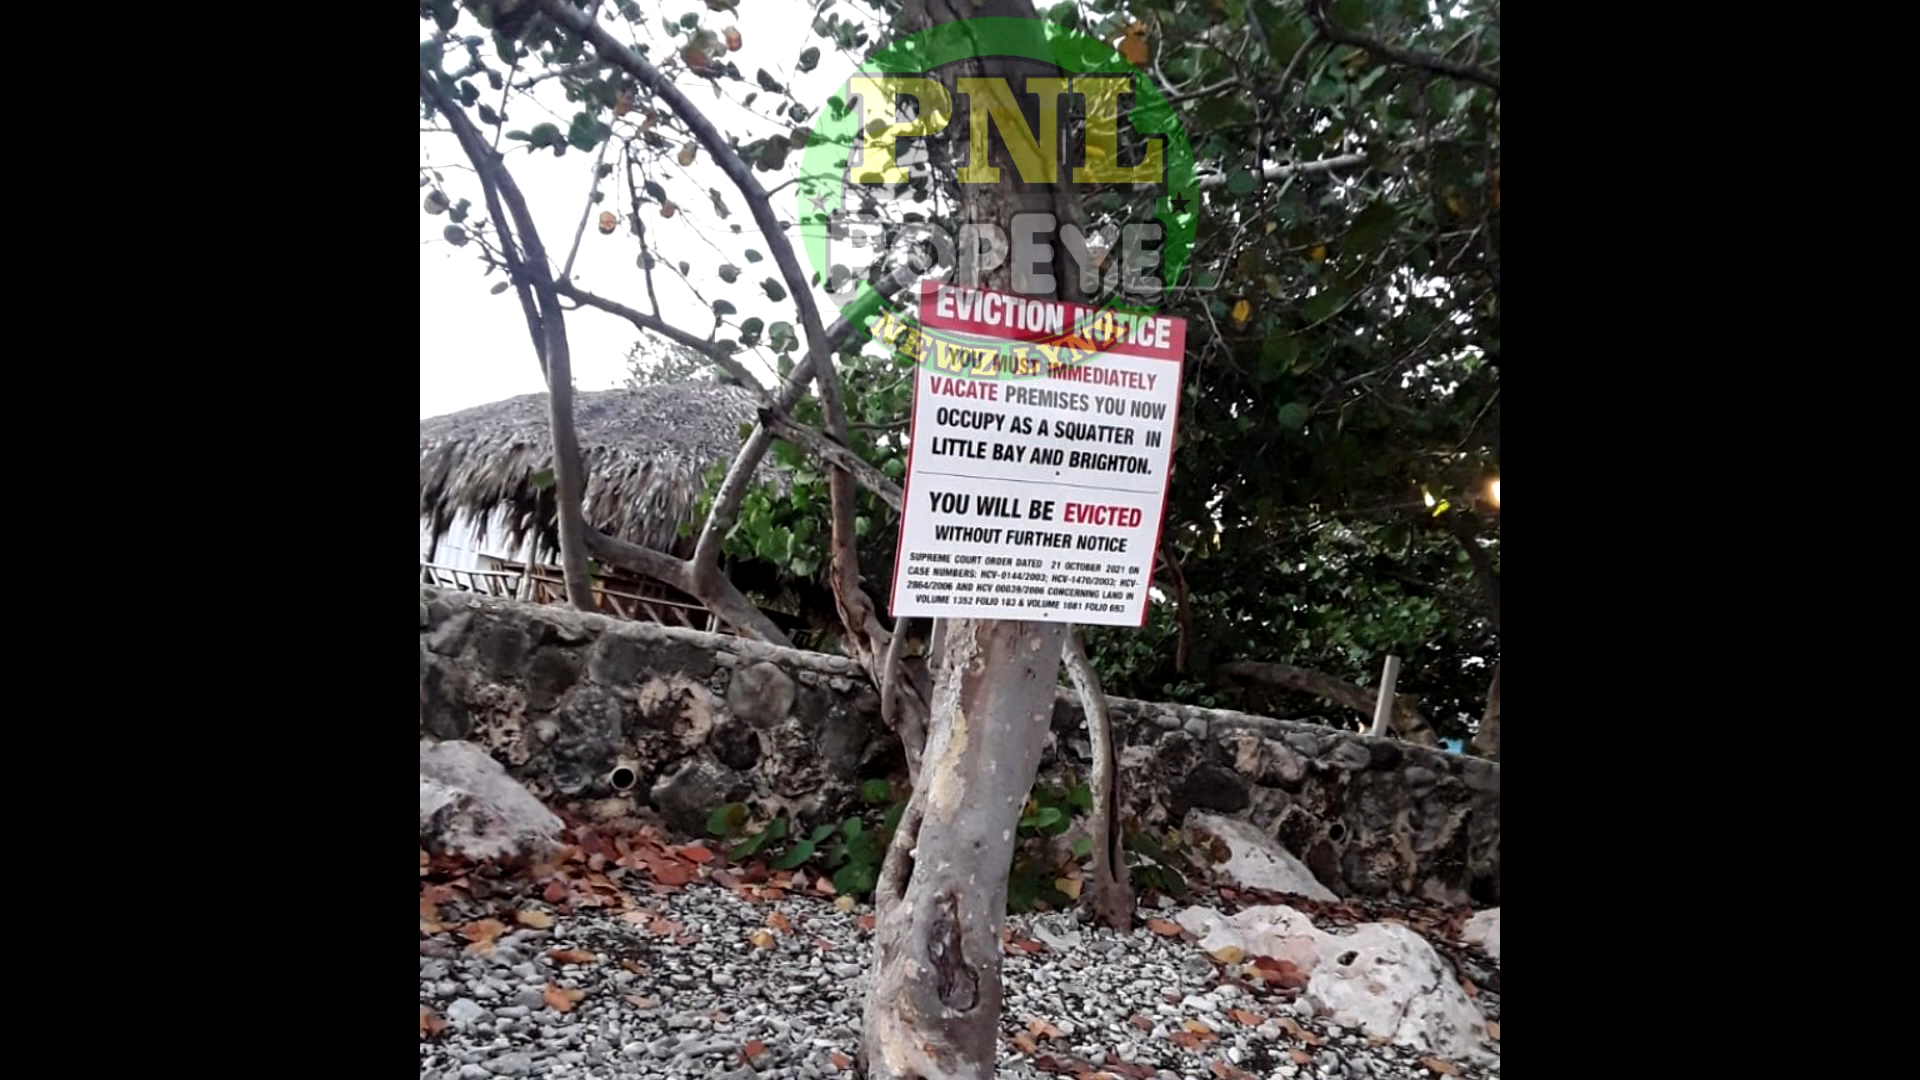 PNL
POPEYE
NEWZ LYNX
EVICTION NOTICE
YOU MUST IMMEDIATELY
VACATE PREMISES YOU NOW
OCCUPY AS A SQUATTER IN
LITTLE BAY AND BRIGHTON.
YOU WILL BE EVICTED
WITHOUT FURTHER NOTICE
SUPREME COURT ORDER DATED 21 OCTOBER 2021 ON
CASE NUMBERS: HCV-0144/2003; HCV-1470/2003; HCV-
2864/2006 AND HCV 00039/2006 CONCERNING LAND IN
VOLUME 1352 FOLIO 183 & VOLUME 1081 FOLIO 693